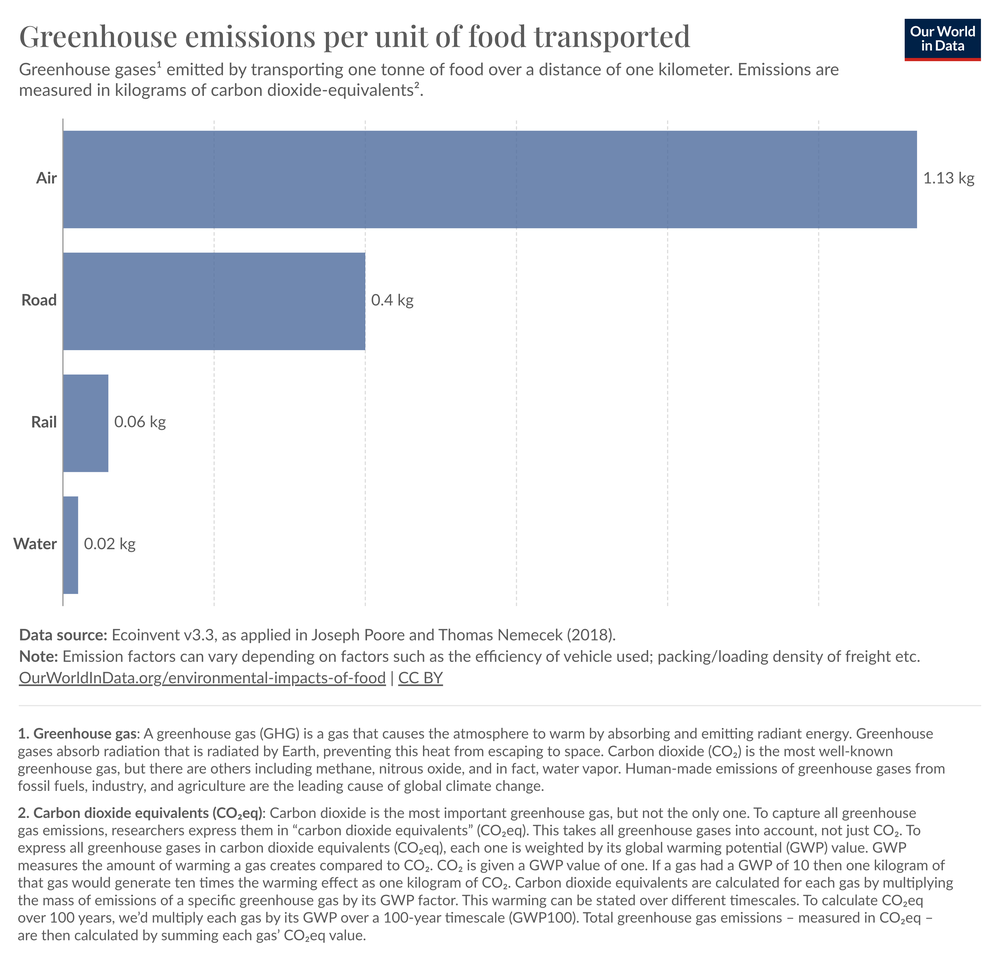 Greenhouse emissions per unit of food transported
Our World
in Data
Greenhouse gases¹ emitted by transporting one tonne of food over a distance of one kilometer. Emissions are
measured in kilograms of carbon dioxide-equivalents².
Air
1.13 kg
Road
0.4 kg
Rail
0.06 kg
Water
0.02 kg
Data source: Ecoinvent v3.3, as applied in Joseph Poore and Thomas Nemecek (2018).
Note: Emission factors can vary depending on factors such as the efficiency of vehicle used; packing/loading density of freight etc.
OurWorldInData.org/environmental-impacts-of-food | CC BY
1. Greenhouse gas: A greenhouse gas (GHG) is a gas that causes the atmosphere to warm by absorbing and emitting radiant energy. Greenhouse
gases absorb radiation that is radiated by Earth, preventing this heat from escaping to space. Carbon dioxide (CO₂) is the most well-known
greenhouse gas, but there are others including methane, nitrous oxide, and in fact, water vapor. Human-made emissions of greenhouse gases from
fossil fuels, industry, and agriculture are the leading cause of global climate change.
2. Carbon dioxide equivalents (CO₂eq): Carbon dioxide is the most important greenhouse gas, but not the only one. To capture all greenhouse
gas emissions, researchers express them in “carbon dioxide equivalents” (CO₂eq). This takes all greenhouse gases into account, not just CO₂. To
express all greenhouse gases in carbon dioxide equivalents (CO₂eq), each one is weighted by its global warming potential (GWP) value. GWP
measures the amount of warming a gas creates compared to CO₂. CO₂ is given a GWP value of one. If a gas had a GWP of 10 then one kilogram of
that gas would generate ten times the warming effect as one kilogram of CO₂. Carbon dioxide equivalents are calculated for each gas by multiplying
the mass of emissions of a specific greenhouse gas by its GWP factor. This warming can be stated over different timescales. To calculate CO₂eq
over 100 years, we’d multiply each gas by its GWP over a 100-year timescale (GWP100). Total greenhouse gas emissions – measured in CO₂eq –
are then calculated by summing each gas’ CO₂eq value.